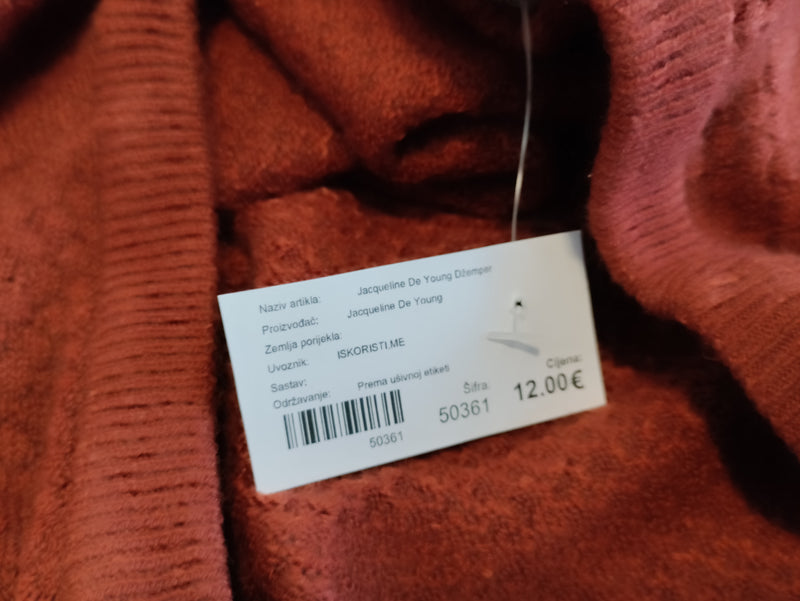 Naziv artikla: Jacqueline De Young Džemper
Proizvođač: Jacqueline De Young
Zemlja porijekla:
Uvoznik: ISKORISTI.ME
Sastav:
Održavanje: Prema ušivnoj etiketi
50361
Šifra:
50361
Cijena:
12.00€